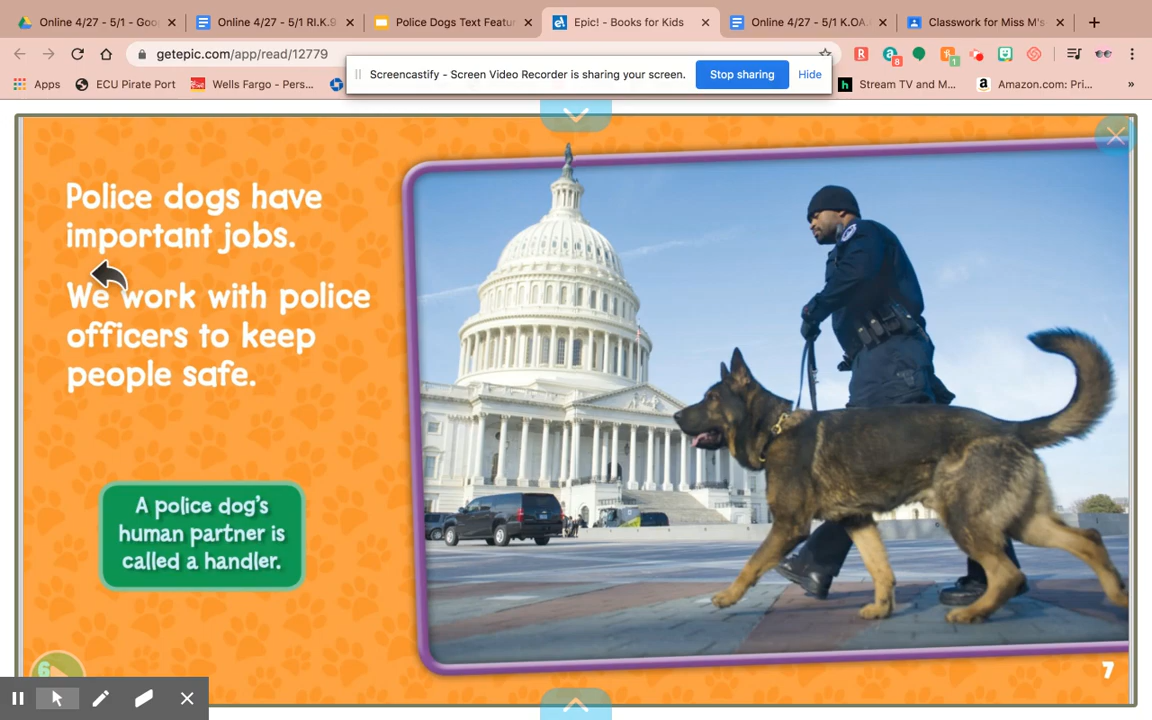 Online 4/27 - 5/1 - Goo
Online 4/27 - 5/1 RI.K.9
Police Dogs Text Featur
Epic! - Books for Kids
Online 4/27 - 5/1 K.OA.
Classwork for Miss M's
getepic.com/app/read/12779
Screencastify - Screen Video Recorder is sharing your screen.
Stop sharing
Hide
Apps
ECU Pirate Port
Wells Fargo - Pers...
Stream TV and M...
Amazon.com: Pri...
Police dogs have
important jobs.
We work with police
officers to keep
people safe.
A police dog's
human partner is
called a handler.
6
7